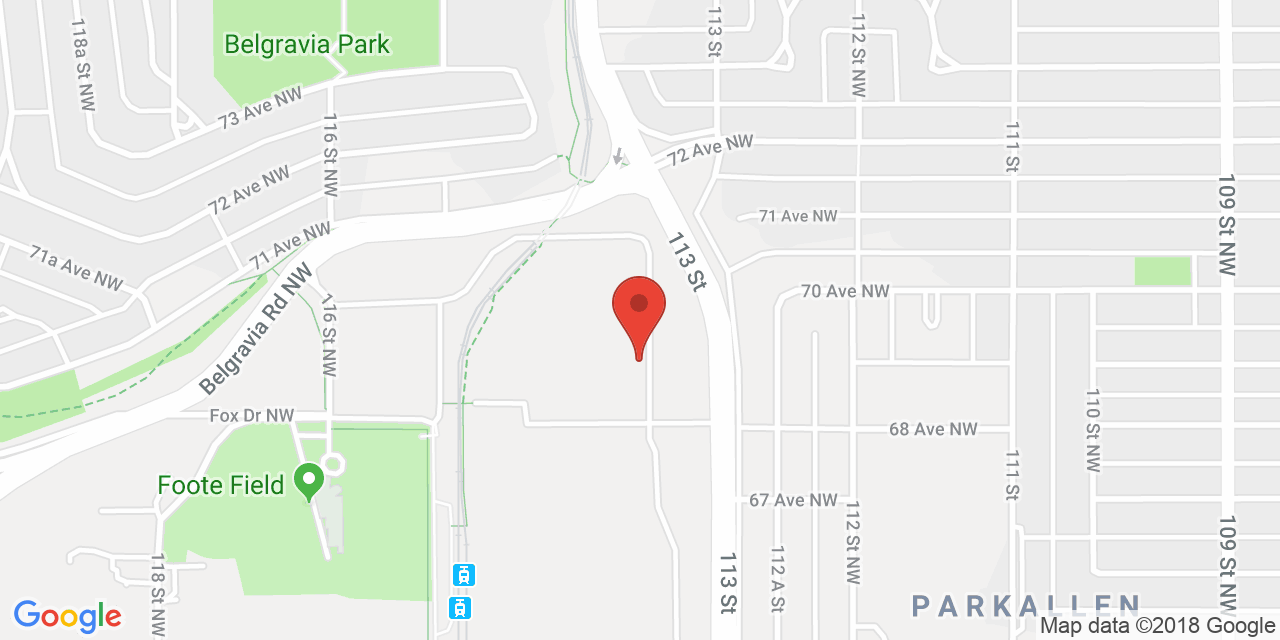 118a St NW
Belgravia Park
113 St
112 St NW
73 Ave NW
116 St NW
72 Ave NW
111 St
72 Ave NW
109 St NW
71 Ave NW
71 Ave NW
71a Ave NW
113 St
Belgravia Rd NW
116 St NW
70 Ave NW
Fox Dr NW
110 St NW
68 Ave NW
Foote Field
111 St
67 Ave NW
112 St NW
118 St NW
113 St
112 A St
109 St NW
PARKALLEN
Google
Map data ©2018 Google